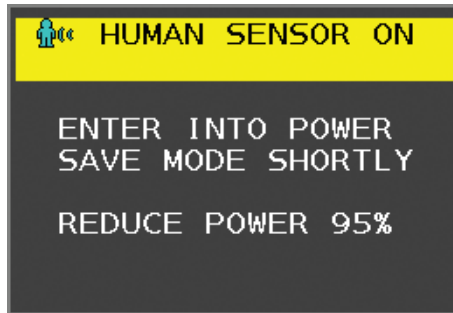 HUMAN SENSOR ON
ENTER INTO POWER
SAVE MODE SHORTLY
REDUCE POWER 95%